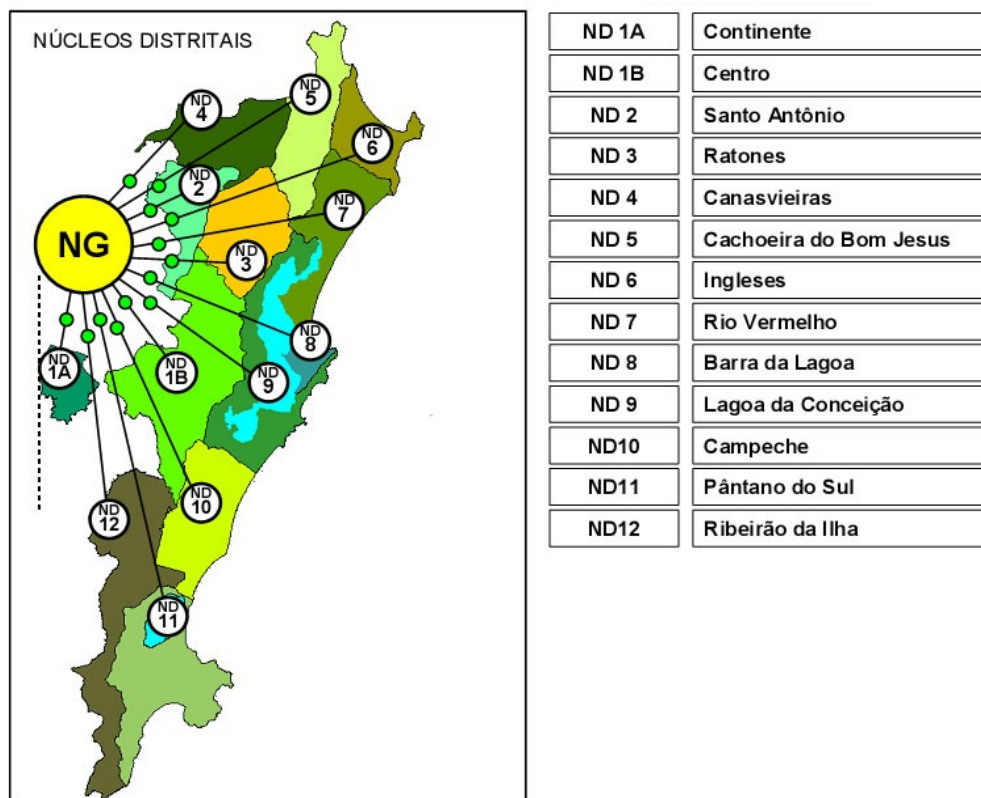 NÚCLEOS DISTRITAIS
ND
4
ND
5
ND
6
ND
2
ND
7
NG
ND
3
ND
8
ND
1A
ND
1B
ND
9
ND
10
ND
12
ND
11
ND 1A Continente
ND 1B Centro
ND 2 Santo Antônio
ND 3 Ratones
ND 4 Canasvieiras
ND 5 Cachoeira do Bom Jesus
ND 6 Ingleses
ND 7 Rio Vermelho
ND 8 Barra da Lagoa
ND 9 Lagoa da Conceição
ND10 Campeche
ND11 Pântano do Sul
ND12 Ribeirão da Ilha